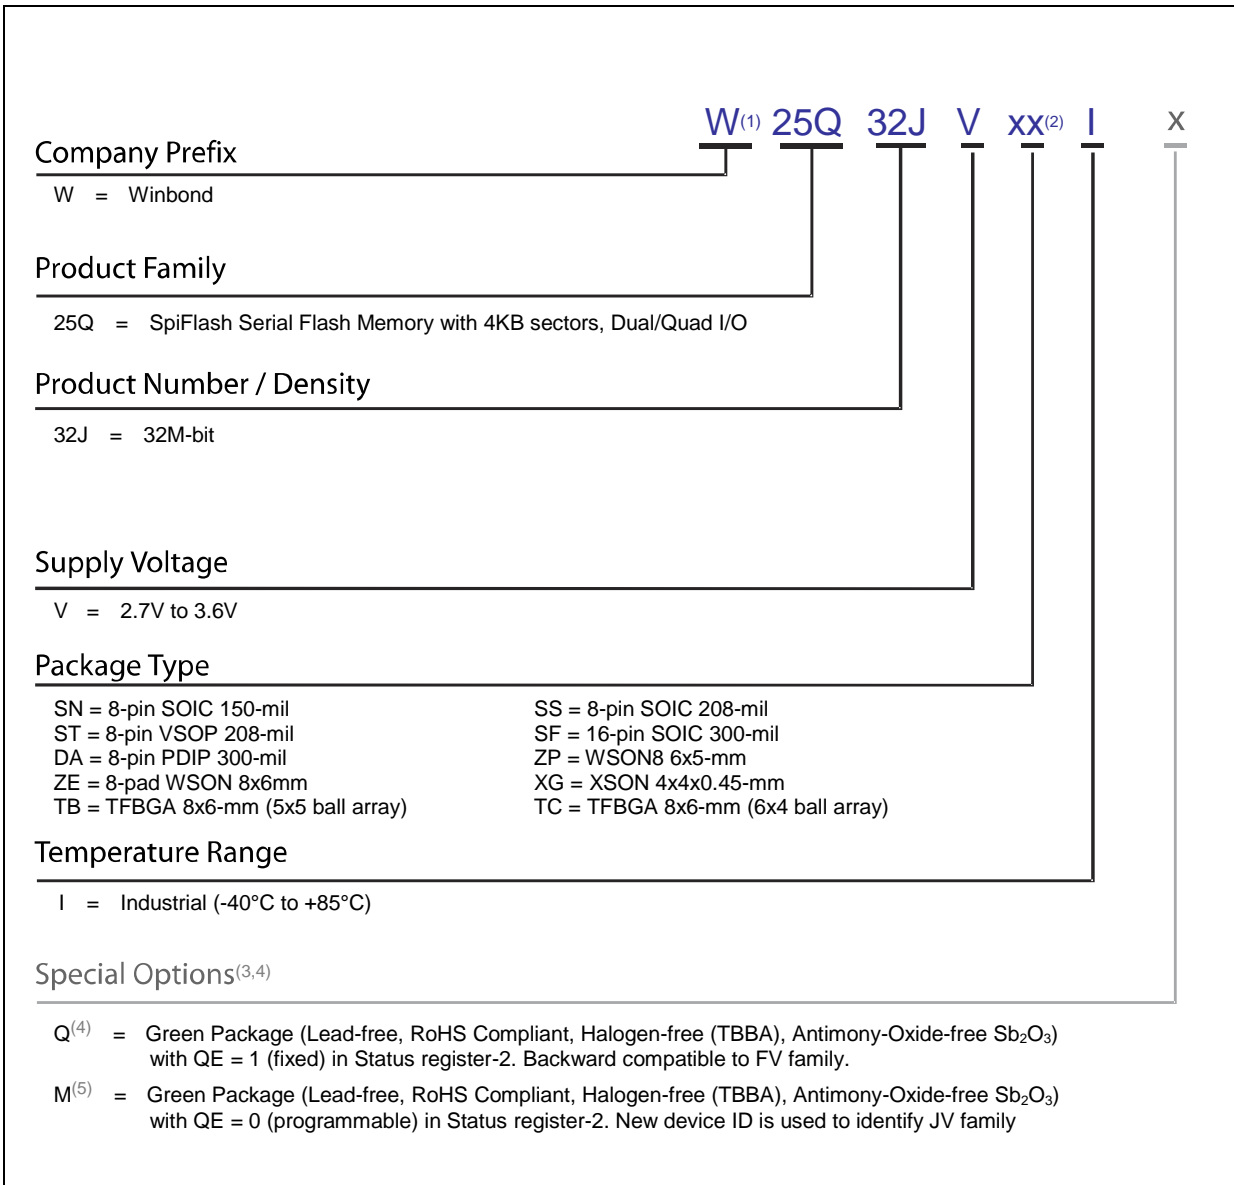 W(1) 25Q 32J V xx(2) I x
Company Prefix
W = Winbond
Product Family
25Q = SpiFlash Serial Flash Memory with 4KB sectors, Dual/Quad I/O
Product Number / Density
32J = 32M-bit
Supply Voltage
V = 2.7V to 3.6V
Package Type
SN = 8-pin SOIC 150-mil SS = 8-pin SOIC 208-mil
ST = 8-pin VSOP 208-mil SF = 16-pin SOIC 300-mil
DA = 8-pin PDIP 300-mil ZP = WSON8 6x5-mm
ZE = 8-pad WSON 8x6mm XG = XSON 4x4x0.45-mm
TB = TFBGA 8x6-mm (5x5 ball array) TC = TFBGA 8x6-mm (6x4 ball array)
Temperature Range
I = Industrial (-40°C to +85°C)
Special Options(3,4)
Q(4) = Green Package (Lead-free, RoHS Compliant, Halogen-free (TBBA), Antimony-Oxide-free Sb₂O₃)
with QE = 1 (fixed) in Status register-2. Backward compatible to FV family.
M(5) = Green Package (Lead-free, RoHS Compliant, Halogen-free (TBBA), Antimony-Oxide-free Sb₂O₃)
with QE = 0 (programmable) in Status register-2. New device ID is used to identify JV family